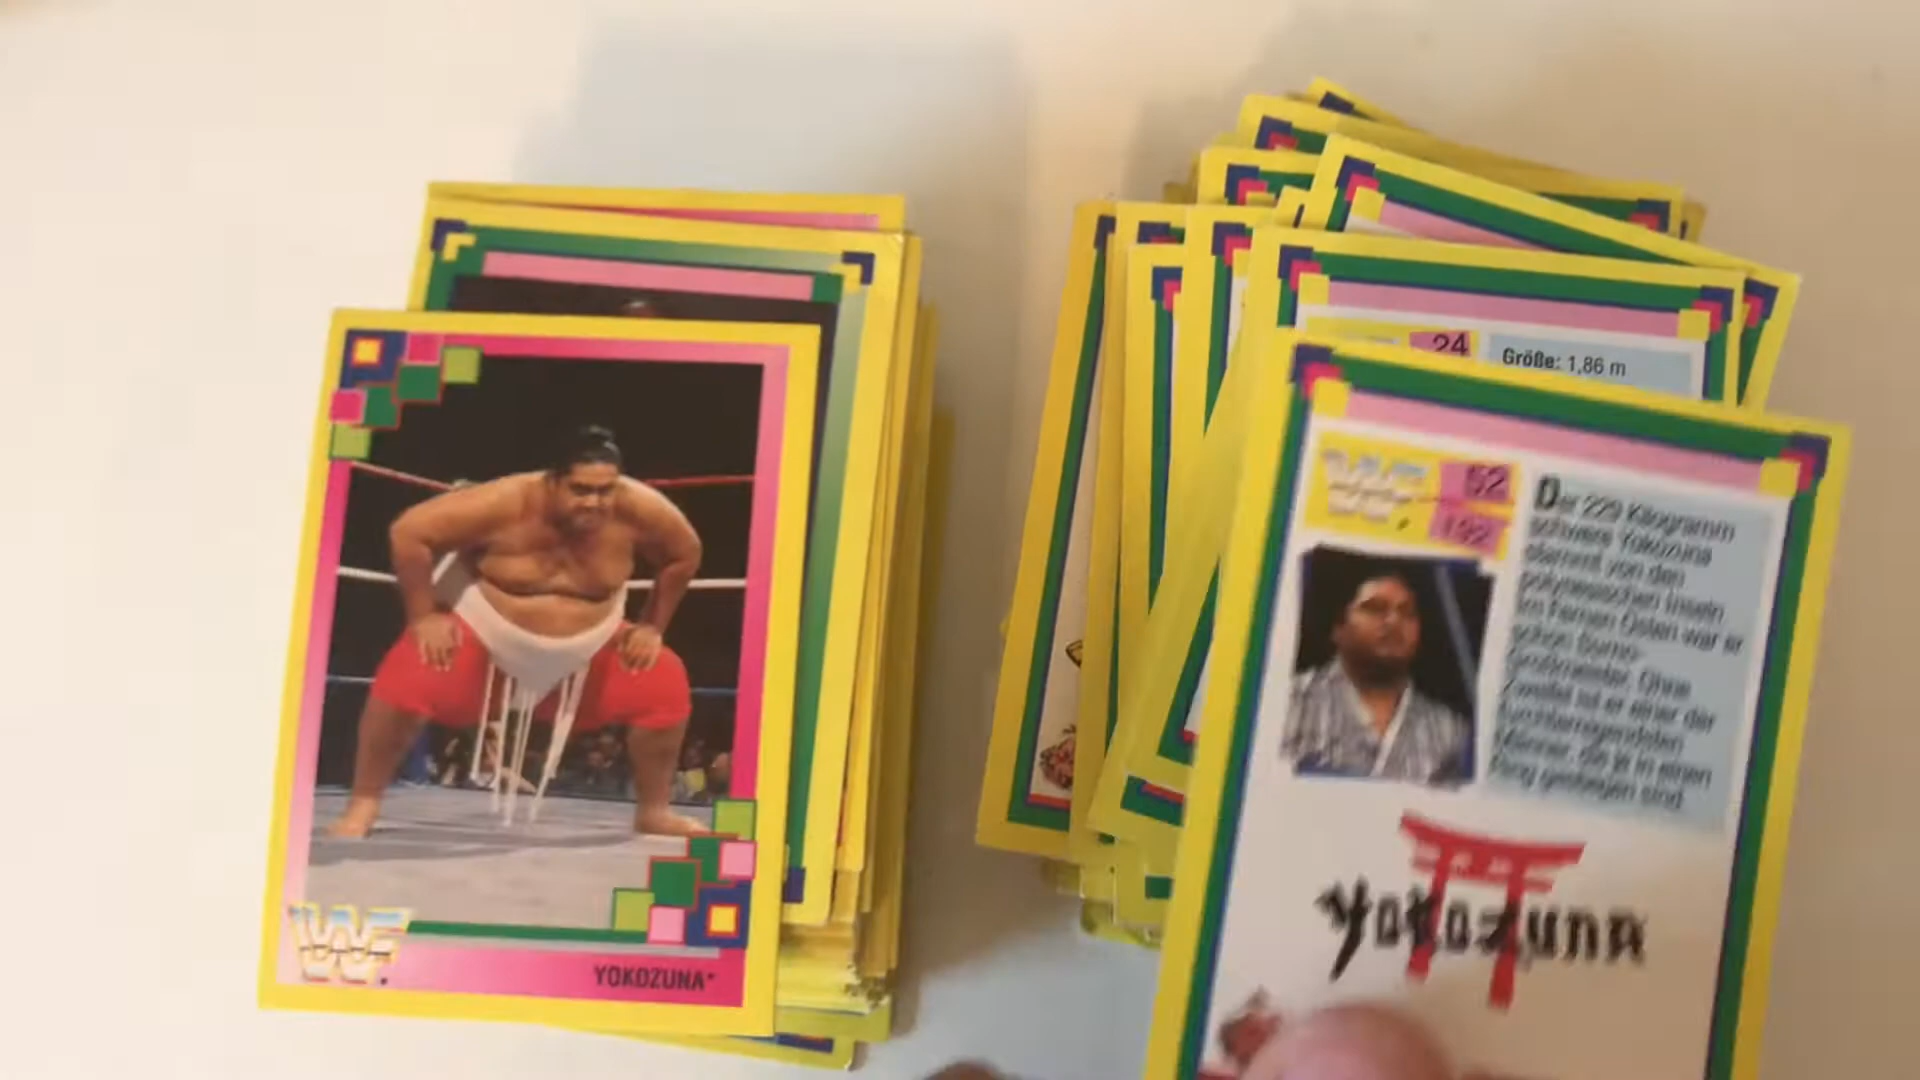 WF
YOKOZUNA*
24
Größe: 1,86 m
52
192
Der 229 Kilogramm
schwere Yokozuna
stammt von den
polynesischen Inseln.
Im Fernen Osten war er
schon Sumo-
Großmeister. Ohne
Zweifel ist er einer der
furchterregendsten
Männer, die je in einen
Ring gestiegen sind.
Yokozuna